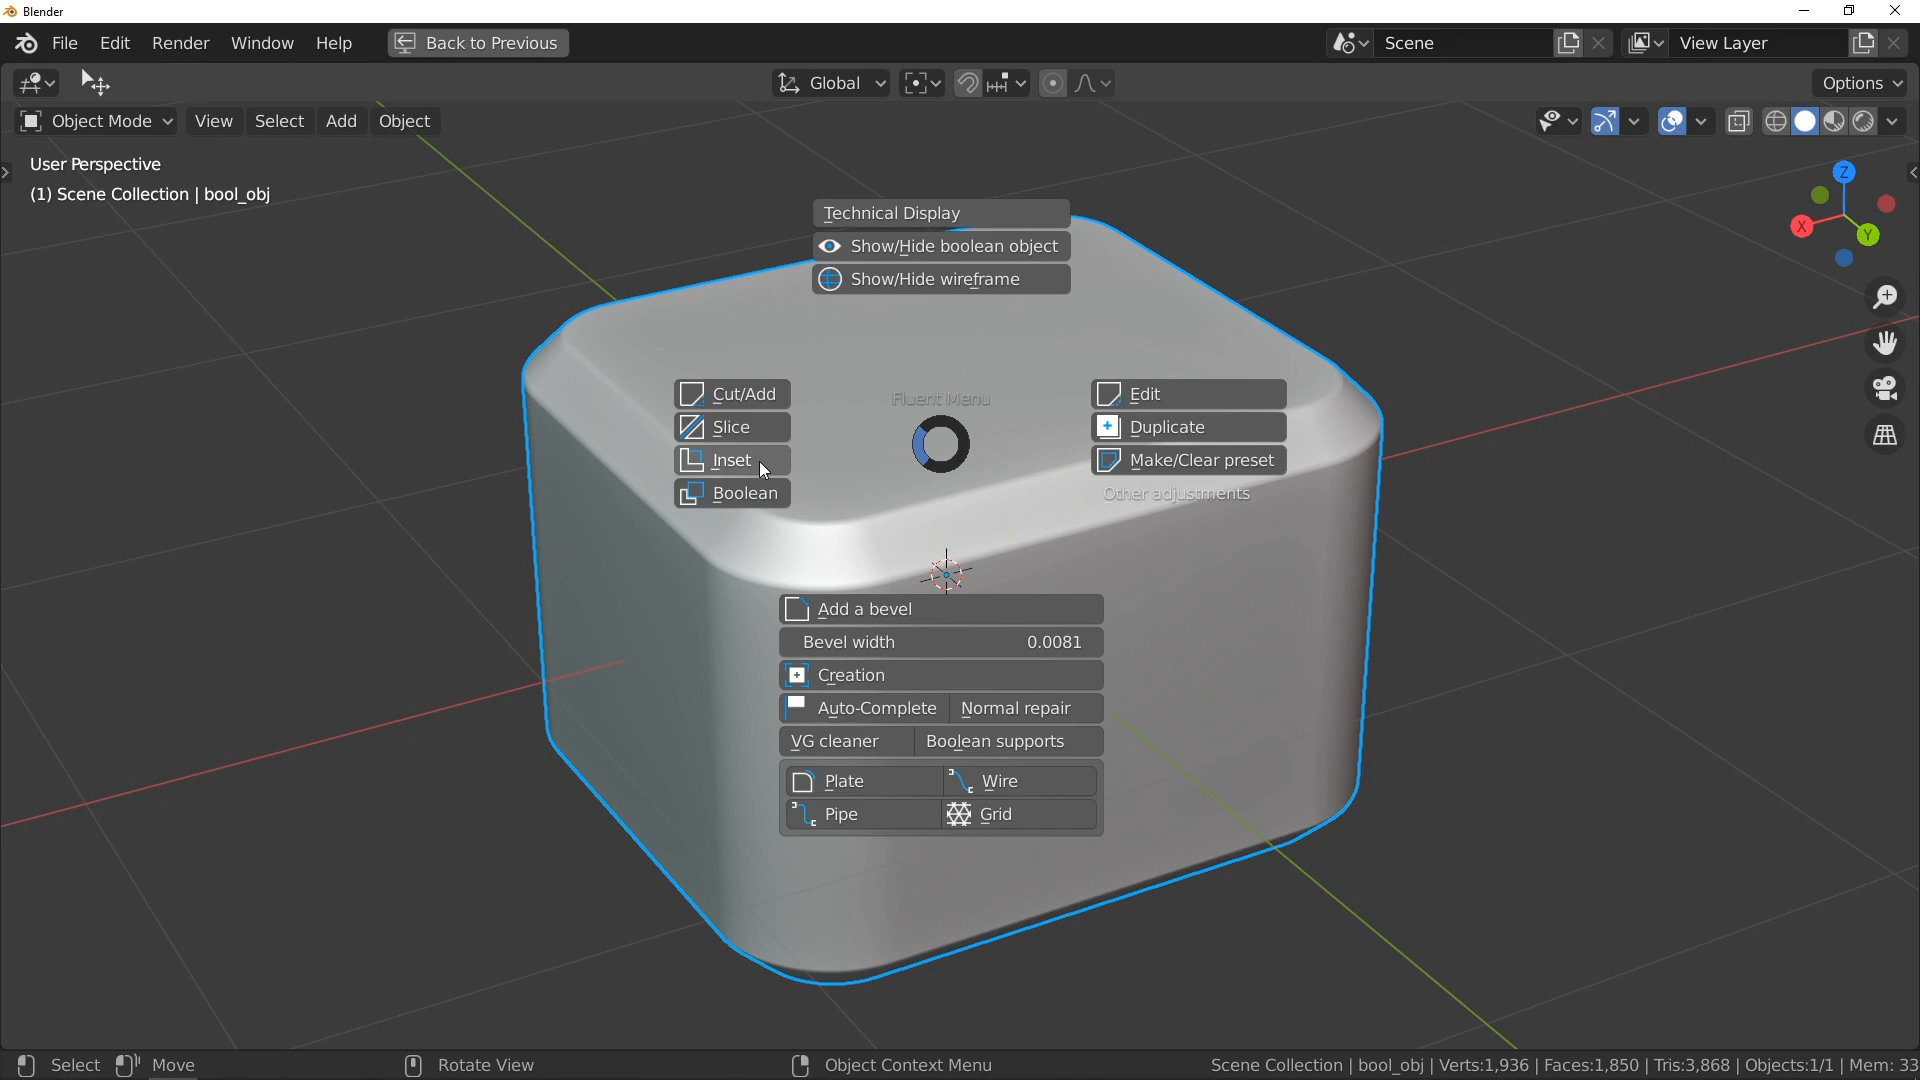 Blender
File Edit Render Window Help Back to Previous Scene View Layer
Global Options
Object Mode View Select Add Object
User Perspective
(1) Scene Collection | bool_obj
Z
X
Y
Technical Display
Show/Hide boolean object
Show/Hide wireframe
Fluent Menu
Cut/Add
Slice
Inset
Boolean
Edit
Duplicate
Make/Clear preset
Other adjustments
Add a bevel
Bevel width 0.0081
Creation
Auto-Complete Normal repair
VG cleaner Boolean supports
Plate Wire
Pipe Grid
Select Move Rotate View Object Context Menu Scene Collection | bool_obj | Verts:1,936 | Faces:1,850 | Tris:3,868 | Objects:1/1 | Mem: 33